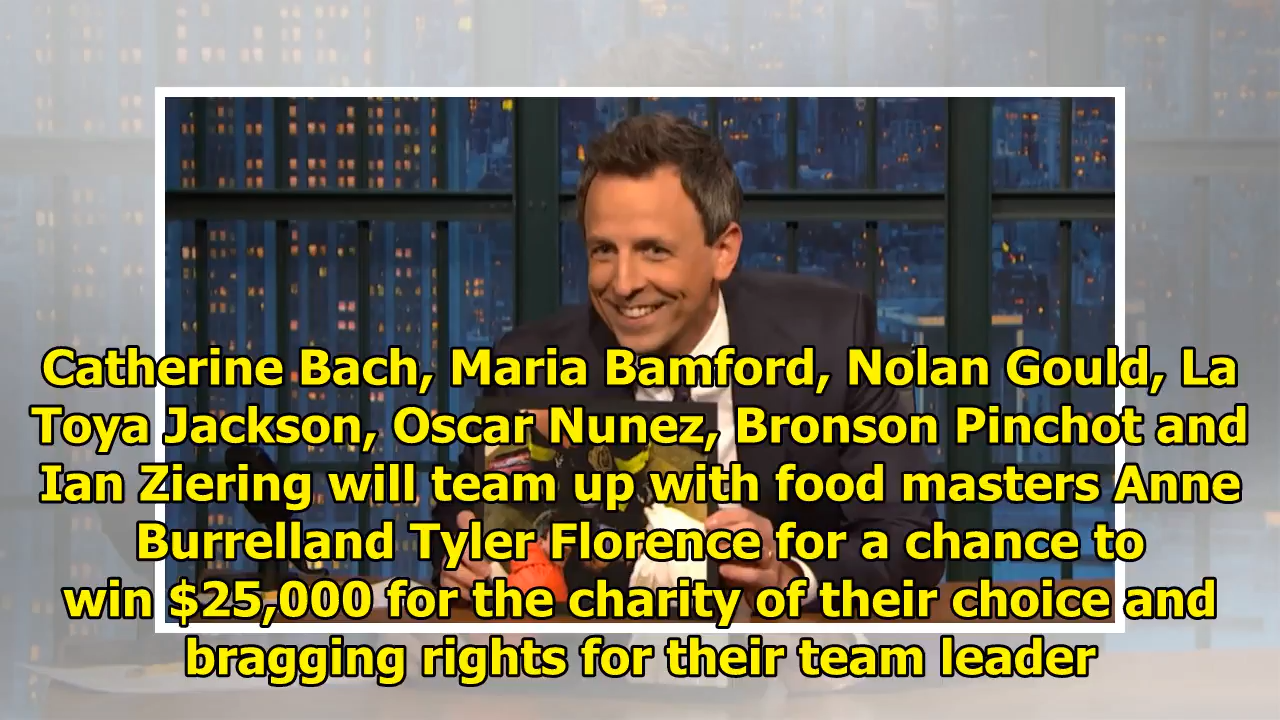 Catherine Bach, Maria Bamford, Nolan Gould, La
Toya Jackson, Oscar Nunez, Bronson Pinchot and
Ian Ziering will team up with food masters Anne
Burrelland Tyler Florence for a chance to
win $25,000 for the charity of their choice and
bragging rights for their team leader